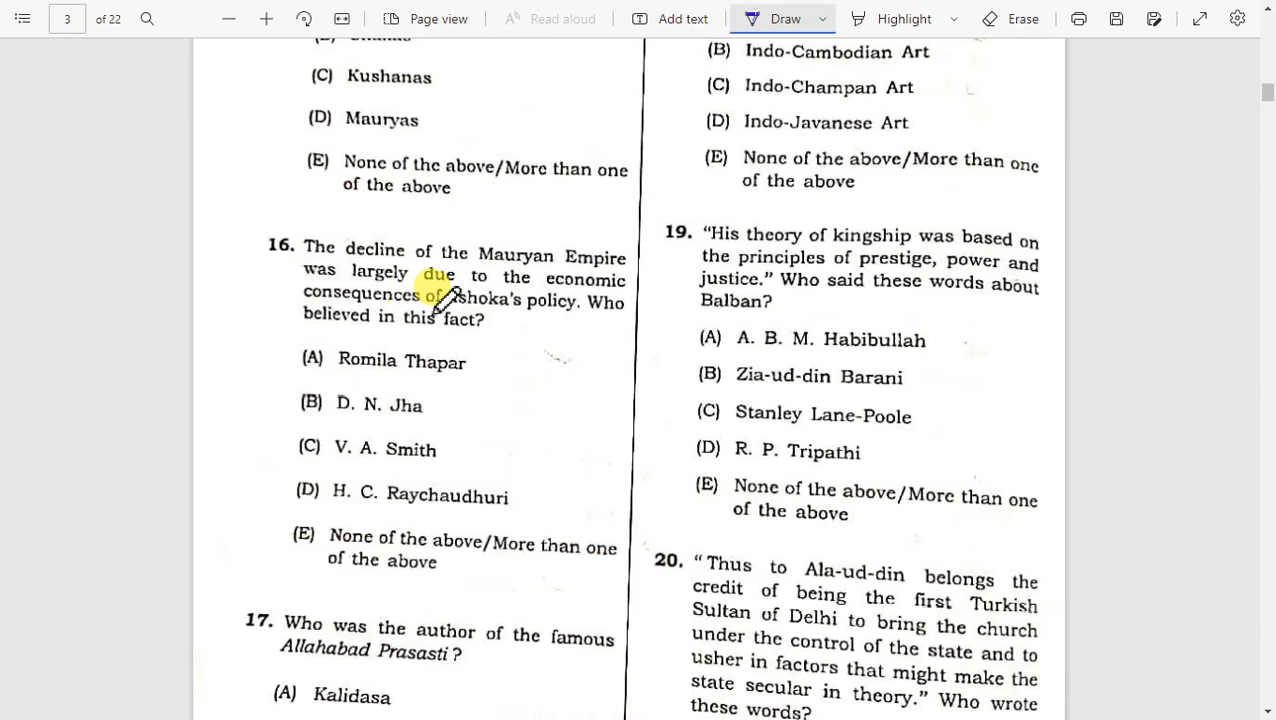 3 of 22
Page view
Read aloud
Add text
Draw
Highlight
Erase
(C) Kushanas
(D) Mauryas
(E) None of the above/More than one
of the above
16. The decline of the Mauryan Empire
was largely due to the economic
consequences of Ashoka's policy. Who
believed in this fact?
(A) Romila Thapar
(B) D. N. Jha
(C) V. A. Smith
(D) H. C. Raychaudhuri
(E) None of the above/More than one
of the above
17. Who was the author of the famous
Allahabad Prasasti?
(A) Kalidasa
(B) Indo-Cambodian Art
(C) Indo-Champan Art
(D) Indo-Javanese Art
(E) None of the above/More than one
of the above
19. "His theory of kingship was based on
the principles of prestige, power and
justice." Who said these words about
Balban?
(A) A. B. M. Habibullah
(B) Zia-ud-din Barani
(C) Stanley Lane-Poole
(D) R. P. Tripathi
(E) None of the above/More than one
of the above
20. "Thus to Ala-ud-din belongs the
credit of being the first Turkish
Sultan of Delhi to bring the church
under the control of the state and to
usher in factors that might make the
state secular in theory." Who wrote
these words?